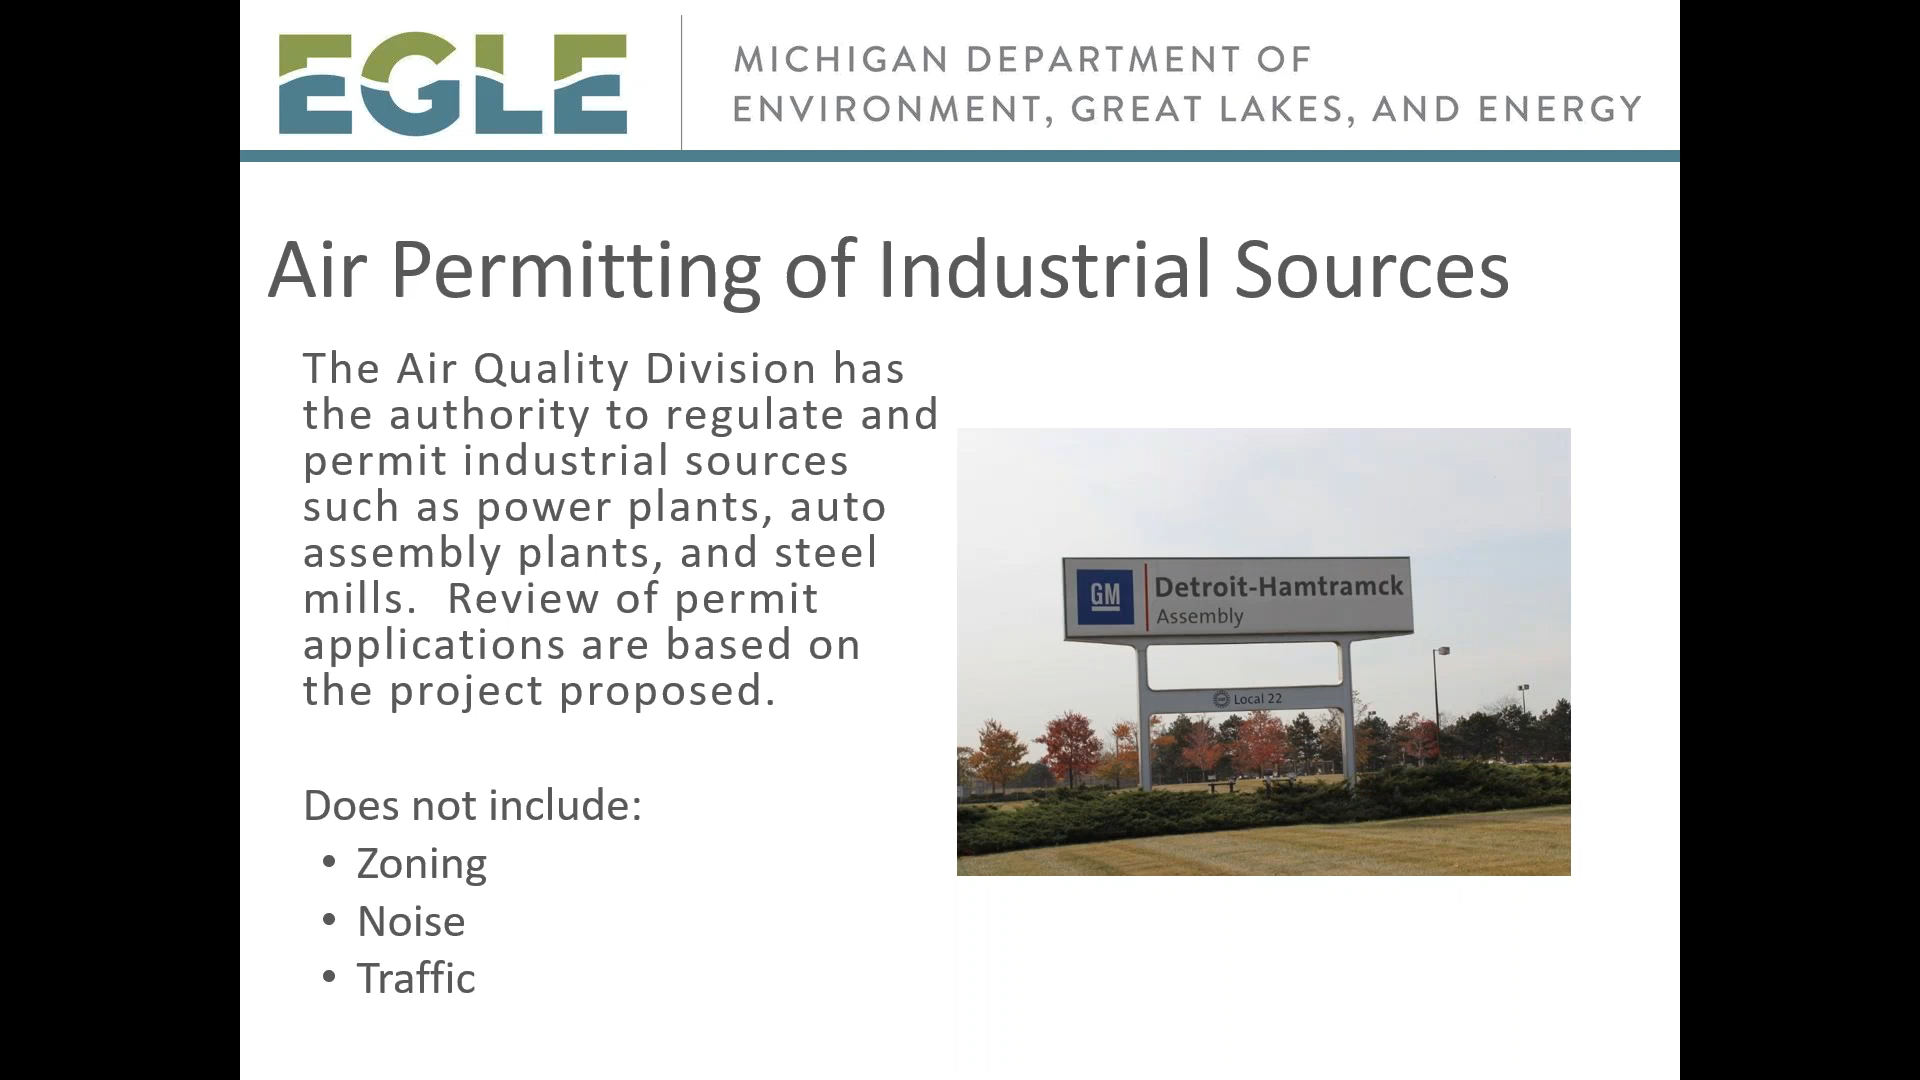 EGLE
MICHIGAN DEPARTMENT OF
ENVIRONMENT, GREAT LAKES, AND ENERGY
Air Permitting of Industrial Sources
The Air Quality Division has
the authority to regulate and
permit industrial sources
such as power plants, auto
assembly plants, and steel
mills.  Review of permit
applications are based on
the project proposed.
Does not include:
• Zoning
• Noise
• Traffic
GM
Detroit-Hamtramck
Assembly
Local 22